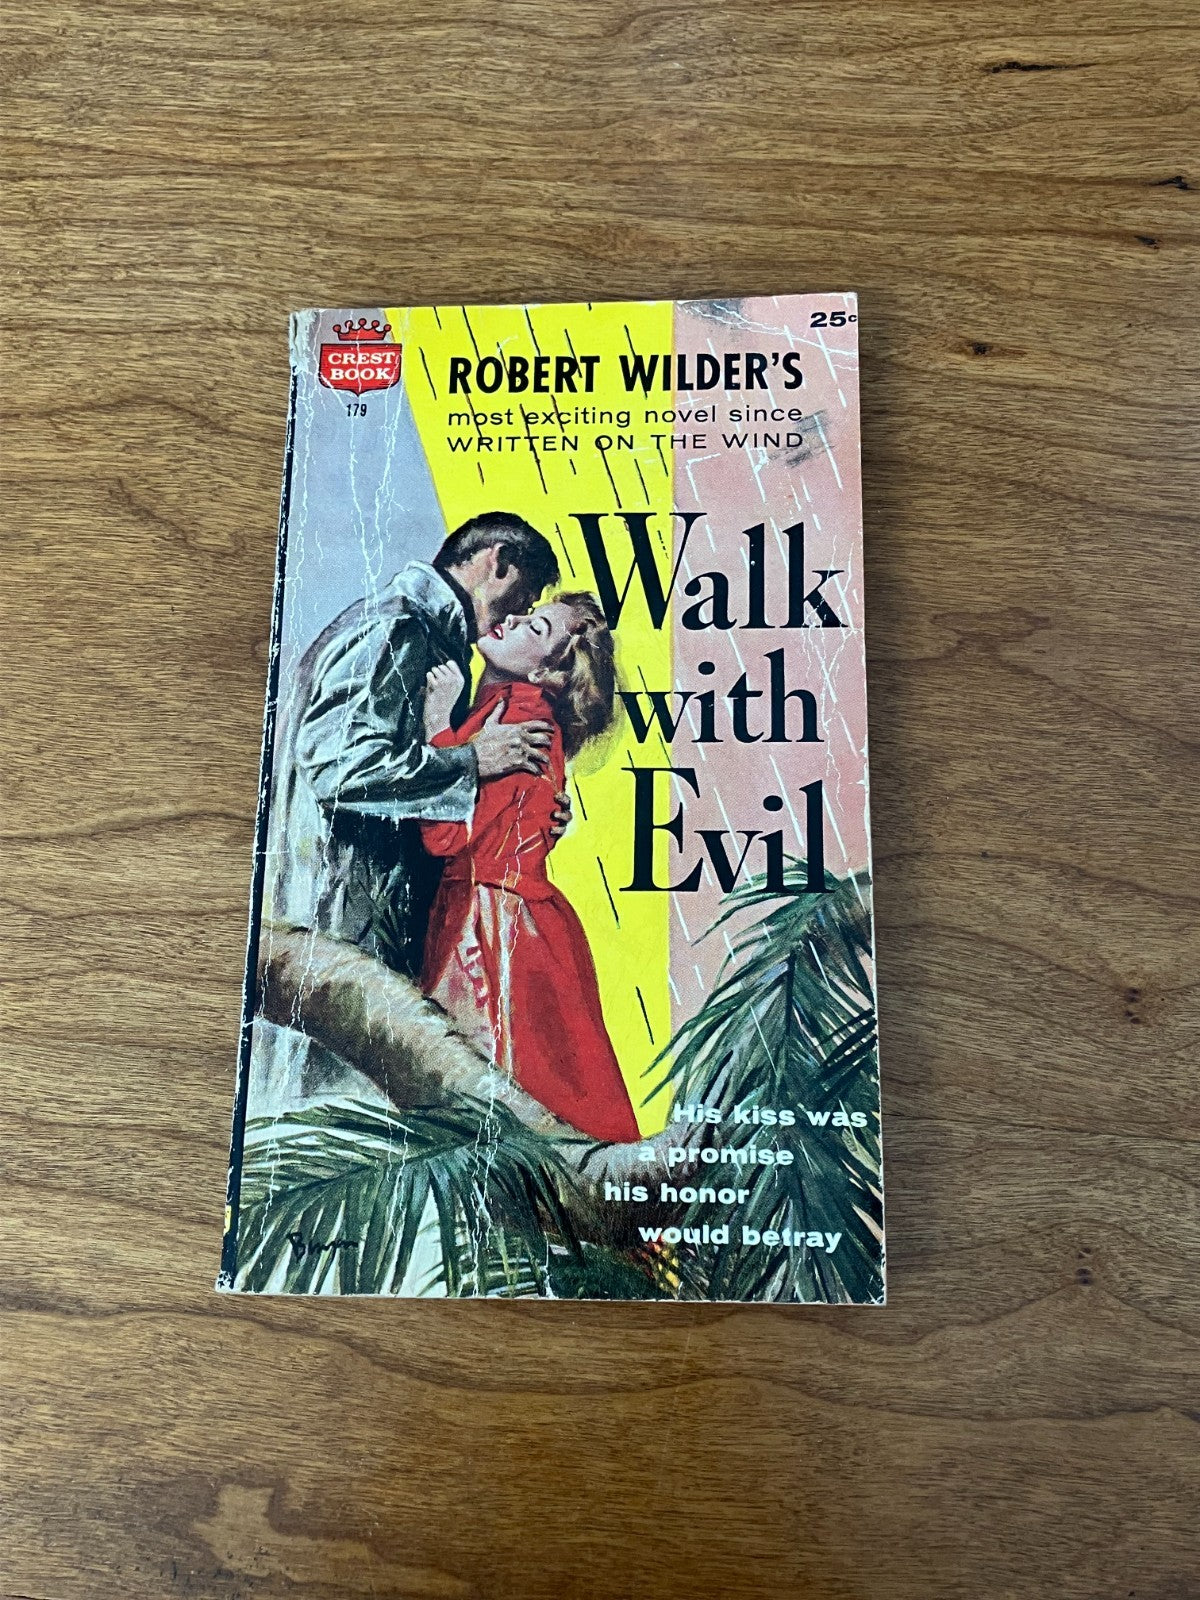 CREST
BOOK
179
25c
ROBERT WILDER'S
most exciting novel since
WRITTEN ON THE WIND
Walk
with
Evil
His kiss was
a promise
his honor
would betray